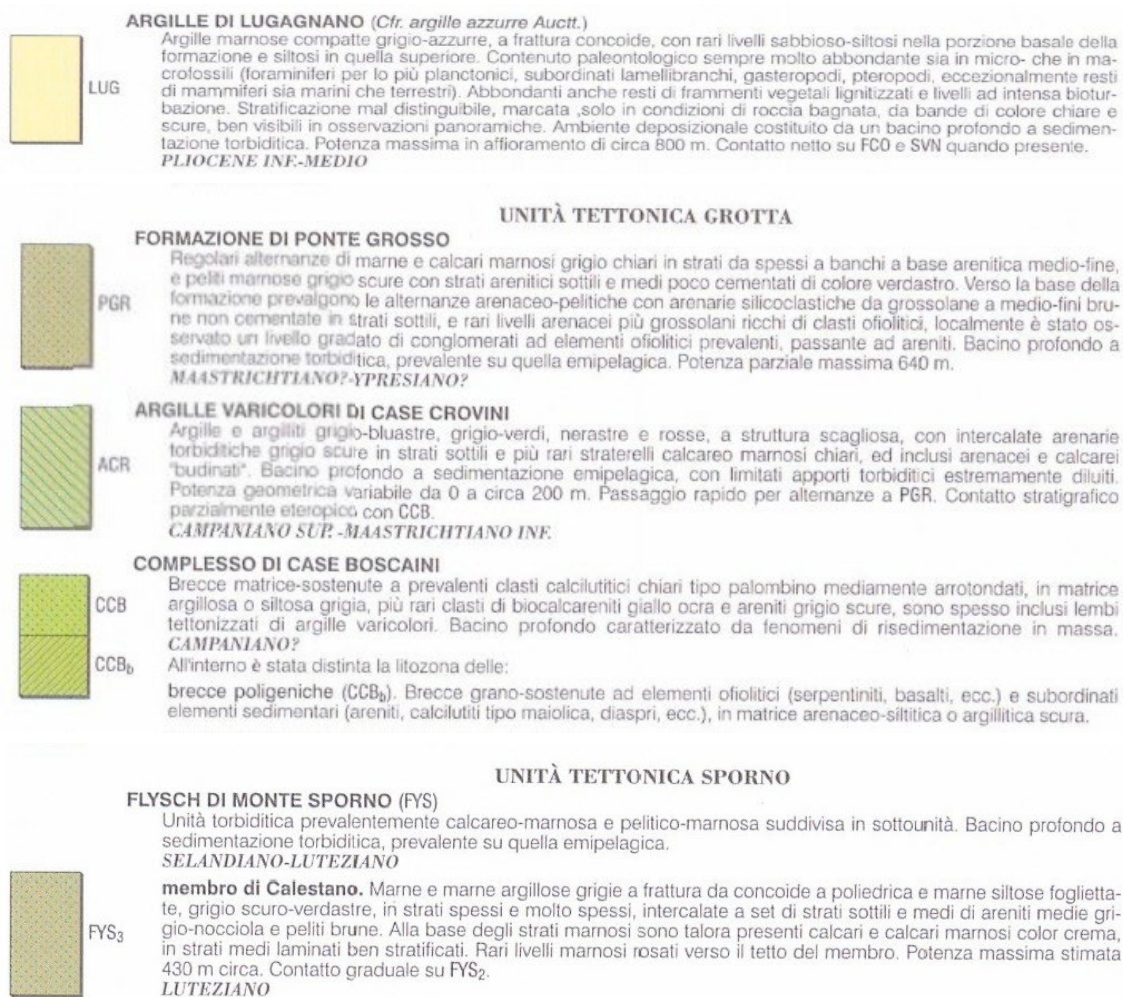 ARGILLE DI LUGAGNANO (Cfr. argille azzurre Auctt.)
Argille marnose compatte grigio-azzurre, a frattura concoide, con rari livelli sabbioso-siltosi nella porzione basale della
formazione e siltosi in quella superiore. Contenuto paleontologico sempre molto abbondante sia in micro- che in ma-
crofossili (foraminiferi per lo più planctonici, subordinati lamellibranchi, gasteropodi, pteropodi, eccezionalmente resti
di mammiferi sia marini che terrestri). Abbondanti anche resti di frammenti vegetali lignitizzati e livelli ad intensa biotur-
bazione. Stratificazione mal distinguibile, marcata ,solo in condizioni di roccia bagnata, da bande di colore chiare e
scure, ben visibili in osservazioni panoramiche. Ambiente deposizionale costituito da un bacino profondo a sedimen-
tazione torbiditica. Potenza massima in affioramento di circa 800 m. Contatto netto su FCO e SVN quando presente.
PLIOCENE INF.-MEDIO
LUG
UNITÀ TETTONICA GROTTA
FORMAZIONE DI PONTE GROSSO
Regolari alternanze di marne e calcari marnosi grigio chiari in strati da spessi a banchi a base arenitica medio-fine,
e peliti marnose grigio scure con strati arenitici sottili e medi poco cementati di colore verdastro. Verso la base della
formazione prevalgono le alternanze arenaceo-pelitiche con arenarie silicoclastiche da grossolane a medio-fini bru-
ne non cementate in strati sottili, e rari livelli arenacei più grossolani ricchi di clasti ofiolitici, localmente è stato os-
servato un livello gradato di conglomerati ad elementi ofiolitici prevalenti, passante ad areniti. Bacino profondo a
sedimentazione torbiditica, prevalente su quella emipelagica. Potenza parziale massima 640 m.
MAASTRICHTIANO?-YPRESIANO?
PGR
ARGILLE VARICOLORI DI CASE CROVINI
Argille e argilliti grigio-bluastre, grigio-verdi, nerastre e rosse, a struttura scagliosa, con intercalate arenarie
torbiditiche grigio scure in strati sottili e più rari straterelli calcareo marnosi chiari, ed inclusi arenacei e calcarei
"budinati". Bacino profondo a sedimentazione emipelagica, con limitati apporti torbiditici estremamente diluiti.
Potenza geometrica variabile da 0 a circa 200 m. Passaggio rapido per alternanze a PGR. Contatto stratigrafico
parzialmente eteropico con CCB.
CAMPANIANO SUP. -MAASTRICHTIANO INF.
ACR
COMPLESSO DI CASE BOSCAINI
Brecce matrice-sostenute a prevalenti clasti calcilutitici chiari tipo palombino mediamente arrotondati, in matrice
argillosa o siltosa grigia, più rari clasti di biocalcareniti giallo ocra e areniti grigio scure, sono spesso inclusi lembi
tettonizzati di argille varicolori. Bacino profondo caratterizzato da fenomeni di risedimentazione in massa.
CAMPANIANO?
CCB
All'interno è stata distinta la litozona delle:
brecce poligeniche (CCBb). Brecce grano-sostenute ad elementi ofiolitici (serpentiniti, basalti, ecc.) e subordinati
elementi sedimentari (areniti, calcilutiti tipo maiolica, diaspri, ecc.), in matrice arenaceo-siltitica o argillitica scura.
CCBb
UNITÀ TETTONICA SPORNO
FLYSCH DI MONTE SPORNO (FYS)
Unità torbiditica prevalentemente calcareo-marnosa e pelitico-marnosa suddivisa in sottounità. Bacino profondo a
sedimentazione torbiditica, prevalente su quella emipelagica.
SELANDIANO-LUTEZIANO
membro di Calestano. Marne e marne argillose grigie a frattura da concoide a poliedrica e marne siltose foglietta-
te, grigio scuro-verdastre, in strati spessi e molto spessi, intercalate a set di strati sottili e medi di areniti medie gri-
gio-nocciola e peliti brune. Alla base degli strati marnosi sono talora presenti calcari e calcari marnosi color crema,
in strati medi laminati ben stratificati. Rari livelli marnosi rosati verso il tetto del membro. Potenza massima stimata
430 m circa. Contatto graduale su FYS2.
LUTEZIANO
FYS3